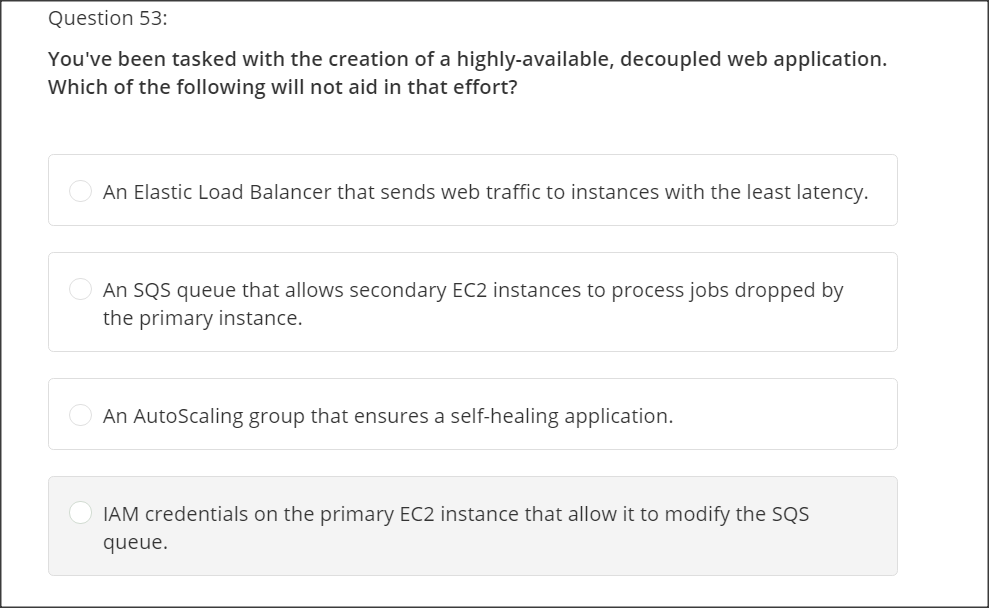 Question 53:
You've been tasked with the creation of a highly-available, decoupled web application.
Which of the following will not aid in that effort?
An Elastic Load Balancer that sends web traffic to instances with the least latency.
An SQS queue that allows secondary EC2 instances to process jobs dropped by
the primary instance.
An AutoScaling group that ensures a self-healing application.
IAM credentials on the primary EC2 instance that allow it to modify the SQS
queue.